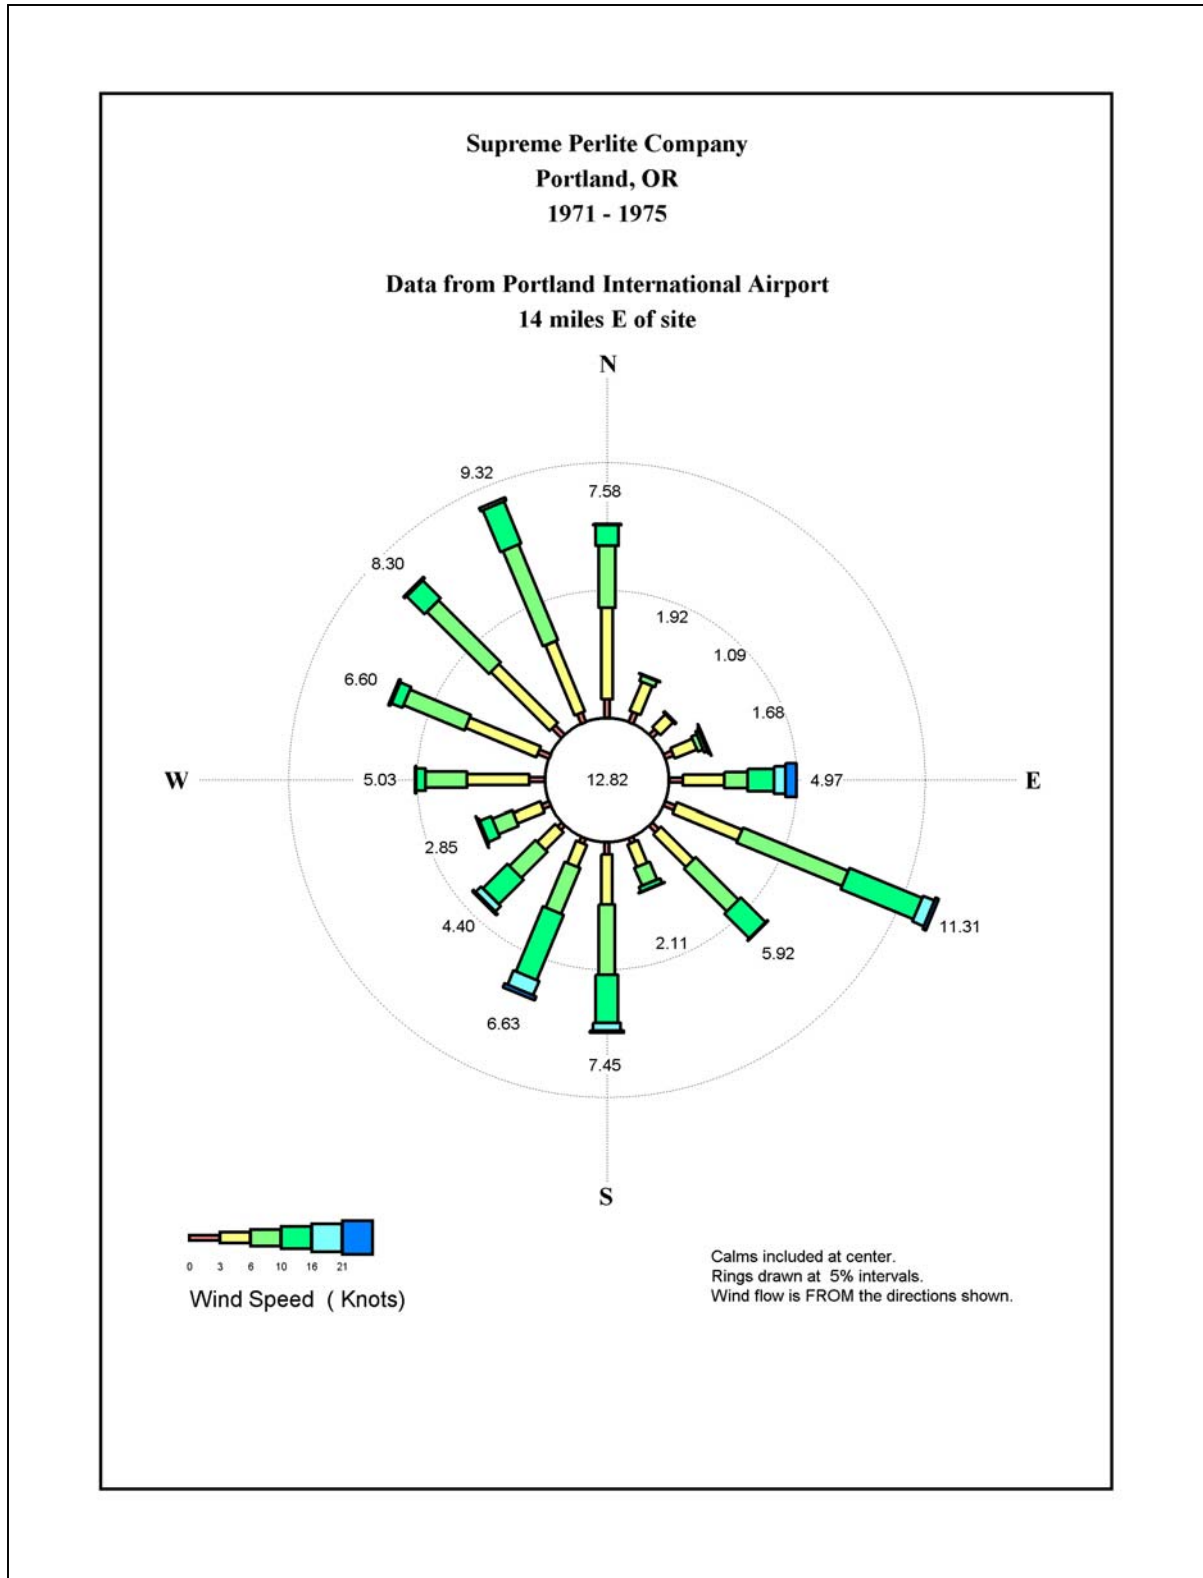 Supreme Perlite Company
Portland, OR
1971 - 1975
Data from Portland International Airport
14 miles E of site
N
9.32
7.58
8.30
1.92
1.09
6.60
1.68
W
5.03
12.82
4.97
E
2.85
4.40
2.11
11.31
5.92
6.63
7.45
S
0 3 6 10 16 21
Wind Speed ( Knots)
Calms included at center.
Rings drawn at 5% intervals.
Wind flow is FROM the directions shown.